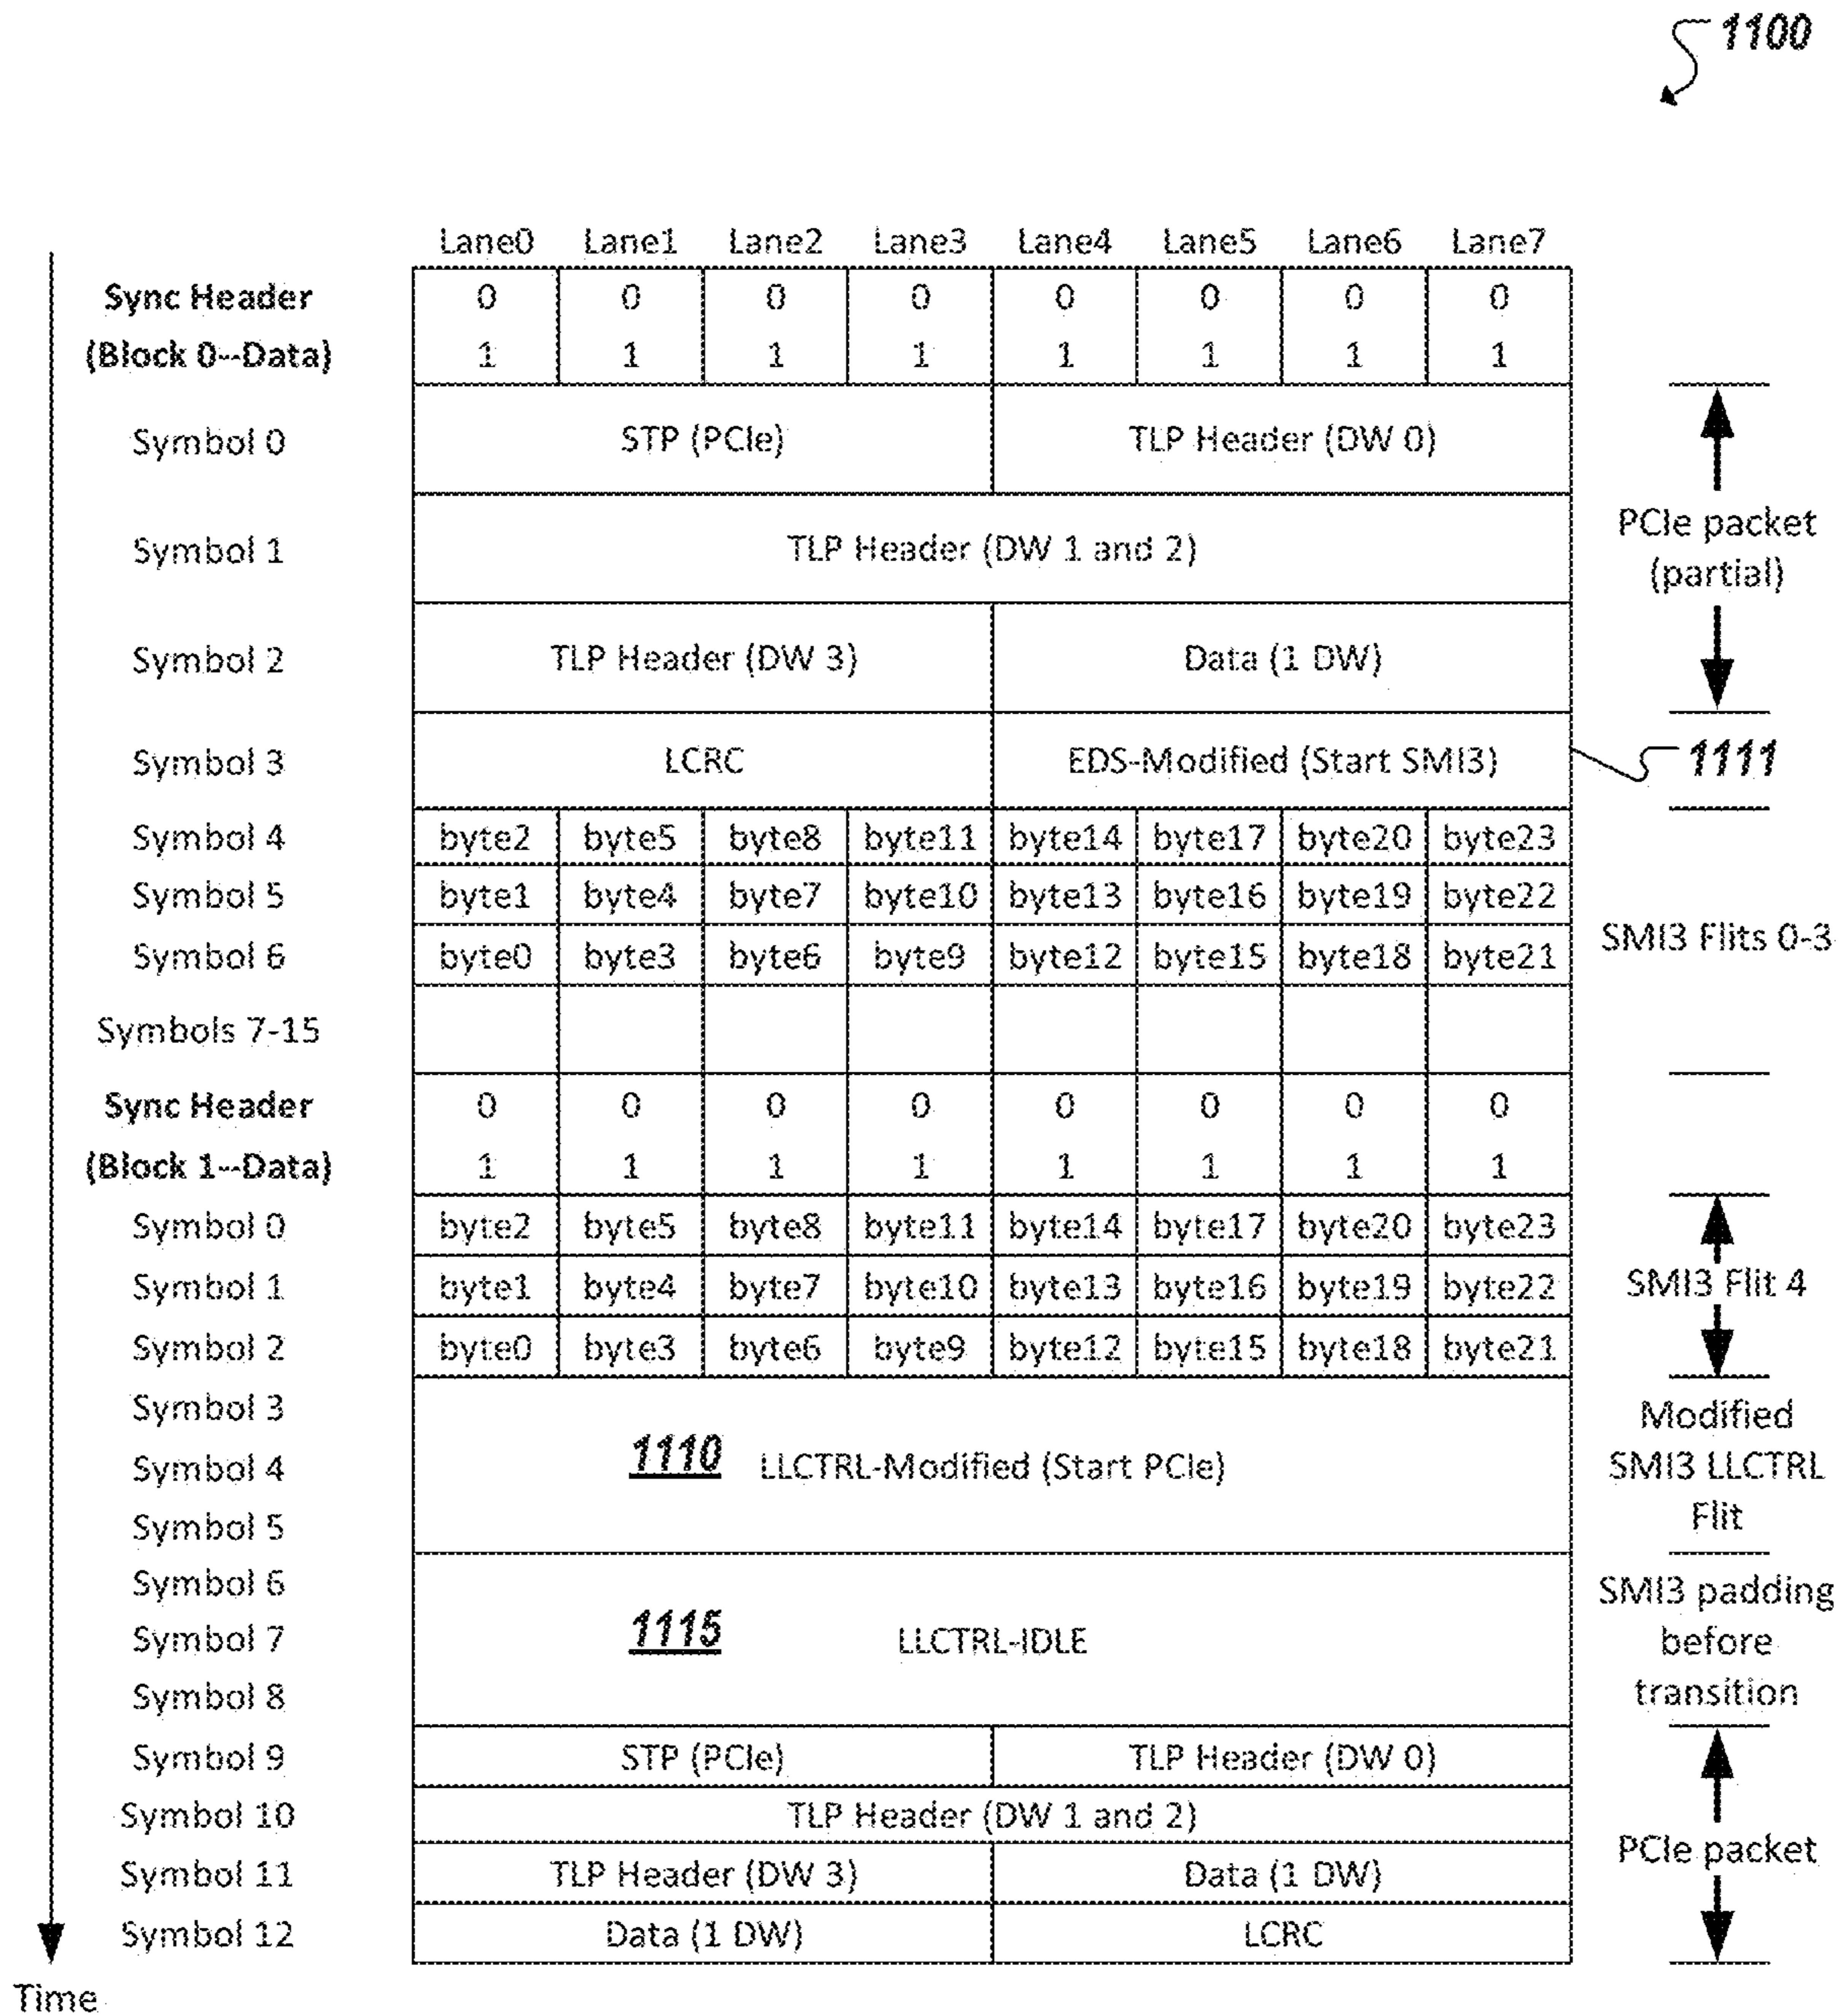 1100
Lane0 Lane1 Lane2 Lane3 Lane4 Lane5 Lane6 Lane7
Sync Header 0 0 0 0 0 0 0 0
(Block 0--Data) 1 1 1 1 1 1 1 1
Symbol 0 STP (PCIe) TLP Header (DW 0)
Symbol 1 TLP Header (DW 1 and 2)
PCIe packet
(partial)
Symbol 2 TLP Header (DW 3) Data (1 DW)
Symbol 3 LCRC EDS-Modified (Start SMI3) 1111
Symbol 4 byte2 byte5 byte8 byte11 byte14 byte17 byte20 byte23
Symbol 5 byte1 byte4 byte7 byte10 byte13 byte16 byte19 byte22
Symbol 6 byte0 byte3 byte6 byte9 byte12 byte15 byte18 byte21
SMI3 Flits 0-3
Symbols 7-15
Sync Header 0 0 0 0 0 0 0 0
(Block 1--Data) 1 1 1 1 1 1 1 1
Symbol 0 byte2 byte5 byte8 byte11 byte14 byte17 byte20 byte23
Symbol 1 byte1 byte4 byte7 byte10 byte13 byte16 byte19 byte22 SMI3 Flit 4
Symbol 2 byte0 byte3 byte6 byte9 byte12 byte15 byte18 byte21
Symbol 3 Modified
Symbol 4 1110 LLCTRL-Modified (Start PCIe) SMI3 LLCTRL
Symbol 5 Flit
Symbol 6 SMI3 padding
Symbol 7 1115 LLCTRL-IDLE before
Symbol 8 transition
Symbol 9 STP (PCIe) TLP Header (DW 0)
Symbol 10 TLP Header (DW 1 and 2)
PCIe packet
Symbol 11 TLP Header (DW 3) Data (1 DW)
Symbol 12 Data (1 DW) LCRC
Time